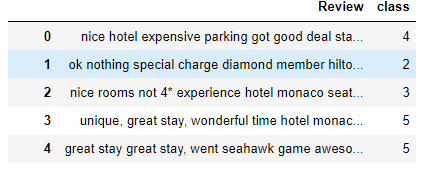 Review class
0 nice hotel expensive parking got good deal sta... 4
1 ok nothing special charge diamond member hilto... 2
2 nice rooms not 4* experience hotel monaco seat... 3
3 unique, great stay, wonderful time hotel monac... 5
4 great stay great stay, went seahawk game aweso... 5